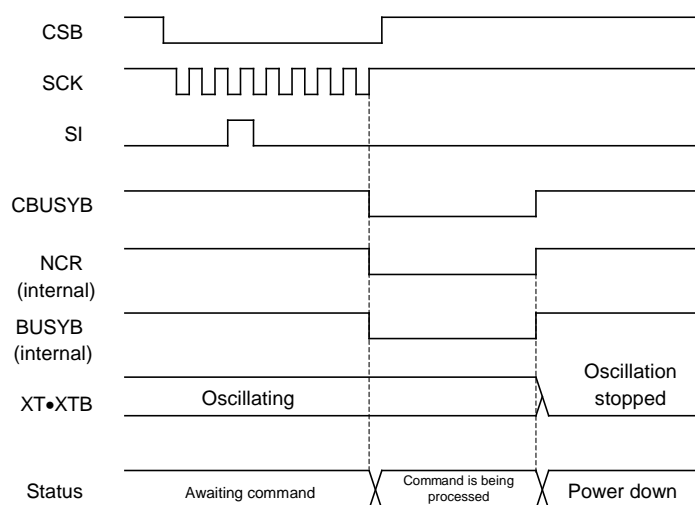 CSB
SCK
SI
CBUSYB
NCR
(internal)
BUSYB
(internal)
XT•XTB
Oscillating
Oscillation
stopped
Status
Awaiting command
Command is being
processed
Power down